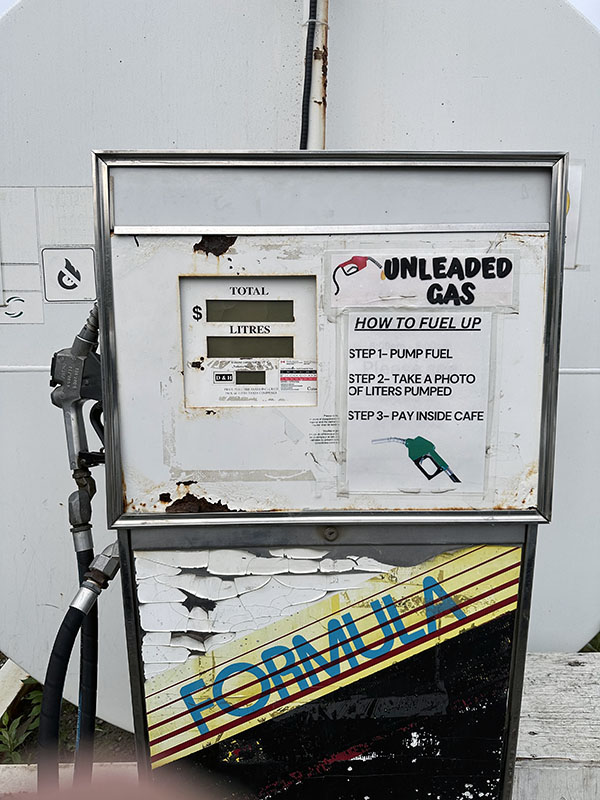 UNLEADED
GAS
TOTAL
$
LITRES
D&H
HOW TO FUEL UP
STEP 1– PUMP FUEL
STEP 2– TAKE A PHOTO
OF LITERS PUMPED
STEP 3– PAY INSIDE CAFE
FORMULA